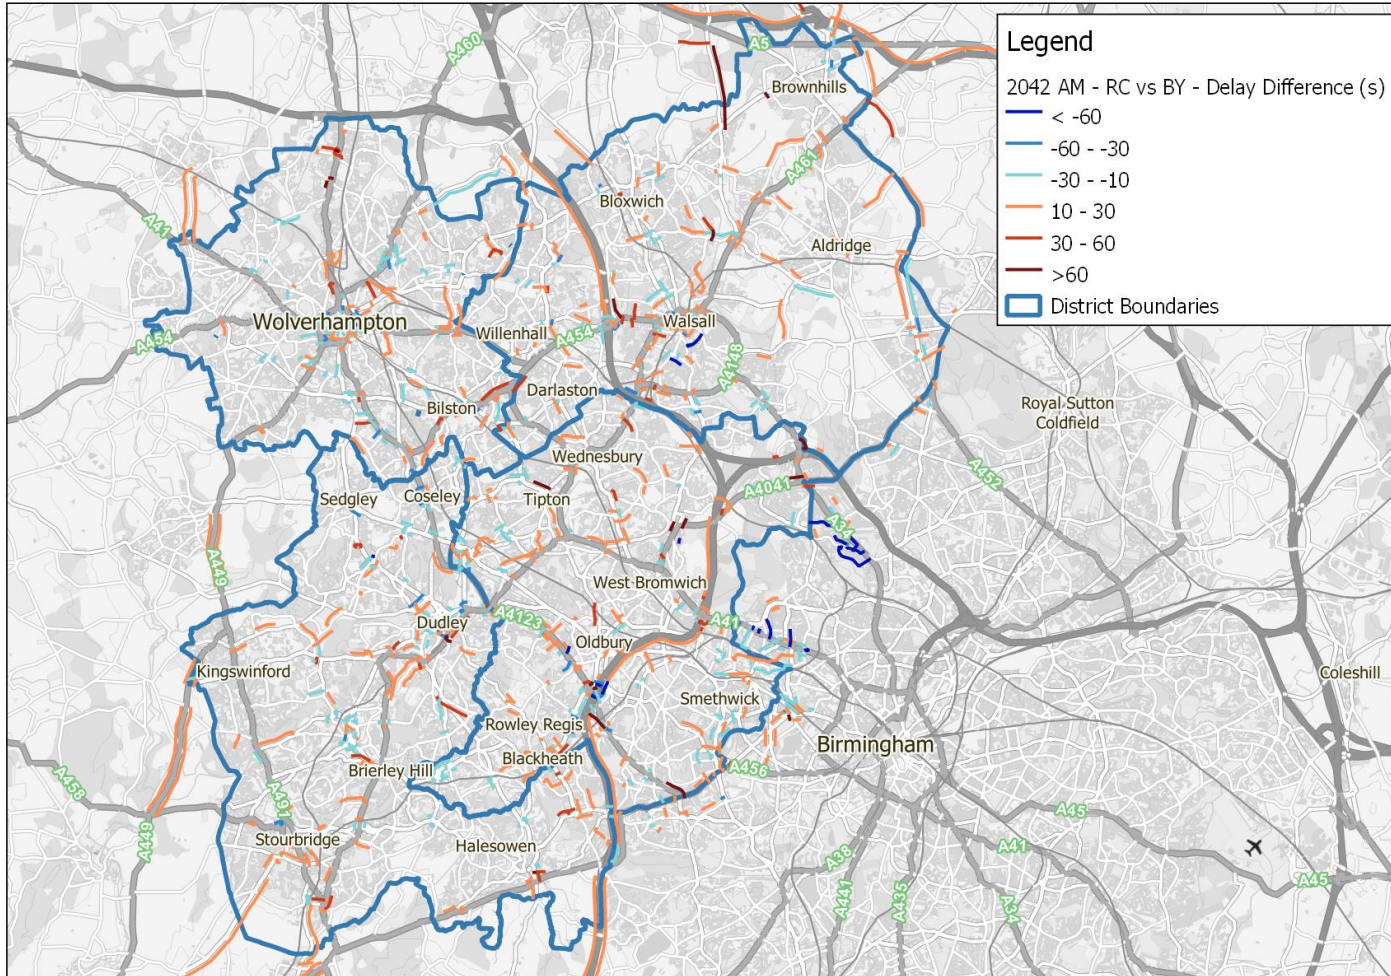 Legend
2042 AM - RC vs BY - Delay Difference (s)
< -60
-60 - -30
-30 - -10
10 - 30
30 - 60
>60
District Boundaries
A460
A5
Brownhills
A461
Bloxwich
A41
Aldridge
Wolverhampton
Willenhall
A454
Walsall
A454
A4148
Darlaston
Bilston
Royal Sutton
Coldfield
Wednesbury
A452
Sedgley
Coseley
Tipton
A4041
A34
A449
West Bromwich
A4123
A41
Dudley
Oldbury
Kingswinford
Coleshill
Smethwick
Rowley Regis
Birmingham
Blackheath
Brierley Hill
A456
A458
A491
A45
A449
Stourbridge
Halesowen
A41
A38
A45
A441
A435
A34